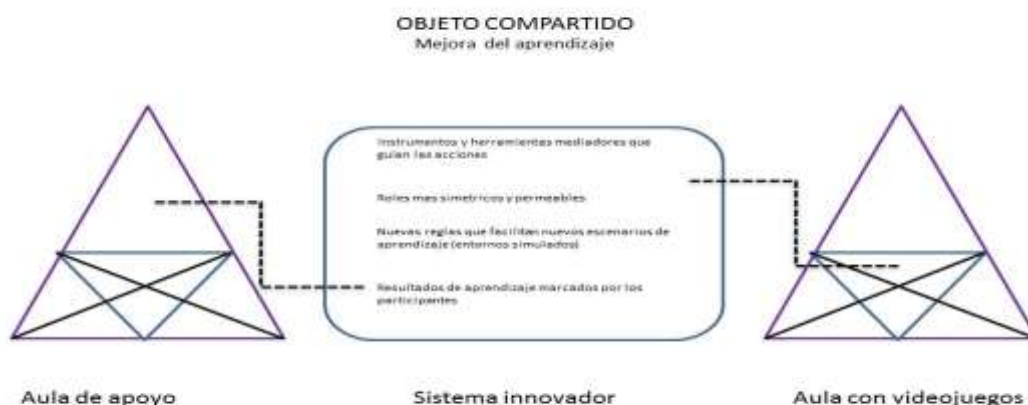 OBJETO COMPARTIDO
Mejora del aprendizaje
Instrumentos y herramientas mediadores que
guian las acciones
Roles mas simetricos y permeables
Nuevas reglas que facilitan nuevos escenarios de
aprendizaje (entornos simulados)
Resultados de aprendizaje marcados por los
participantes
Aula de apoyo
Sistema innovador
Aula con videojuegos